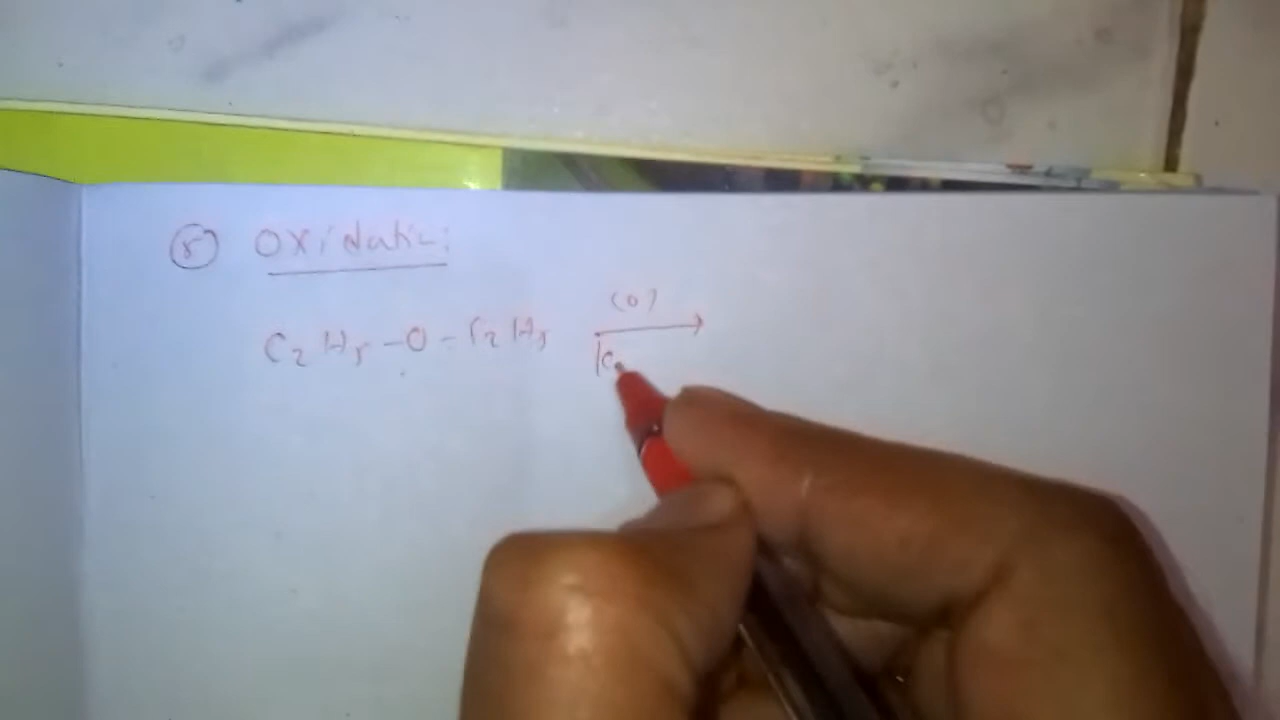 (5) Oxidation:
(O)
C2H5-O-C2H5 →
K